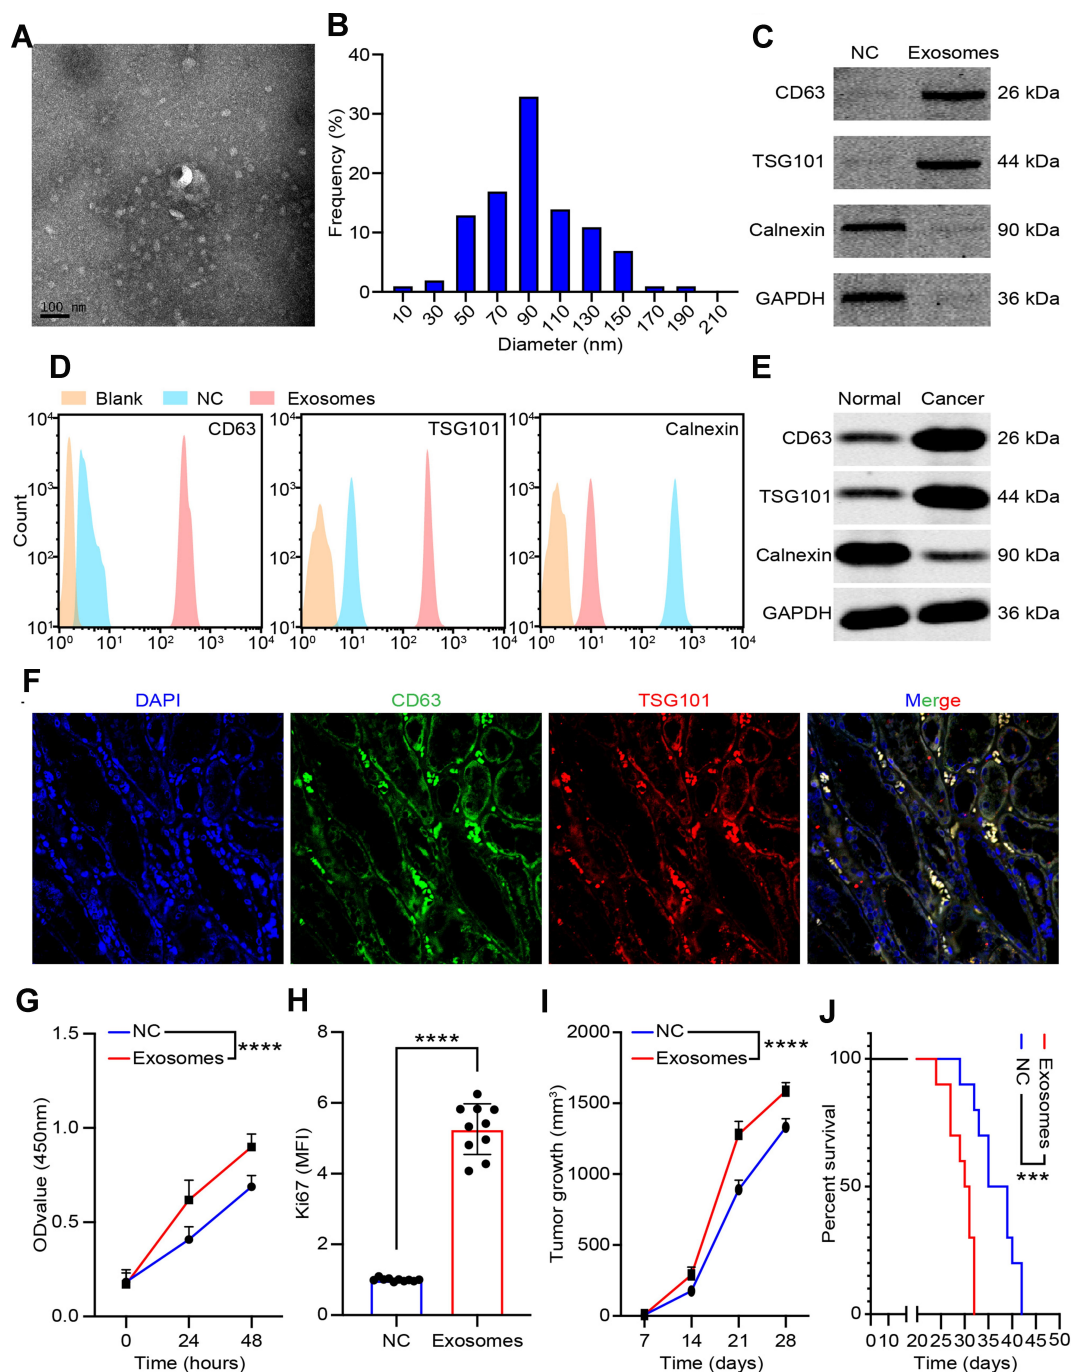 A
100 nm
B
Frequency (%)
40
30
20
10
0
10 30 50 70 90 110 130 150 170 190 210
Diameter (nm)
C
NC Exosomes
CD63 26 kDa
TSG101 44 kDa
Calnexin 90 kDa
GAPDH 36 kDa
D
Blank NC Exosomes
Count
CD63
10⁴
10³
10²
10¹
10⁰ 10¹ 10² 10³ 10⁴
TSG101
10⁴
10³
10²
10¹
10⁰ 10¹ 10² 10³ 10⁴
Calnexin
10⁴
10³
10²
10¹
10⁰ 10¹ 10² 10³ 10⁴
E
Normal Cancer
CD63 26 kDa
TSG101 44 kDa
Calnexin 90 kDa
GAPDH 36 kDa
F
DAPI CD63 TSG101 Merge
G
NC
Exosomes
****
ODvalue (450nm)
1.5
1.0
0.5
0.0
0 24 48
Time (hours)
H
****
Ki67 (MFI)
8
6
4
2
0
NC Exosomes
I
NC
Exosomes
****
Tumor growth (mm³)
2000
1500
1000
500
0
7 14 21 28
Time (days)
J
Exosomes
NC
***
Percent survival
100
50
0
0 10 20 25 30 35 40 45 50
Time (days)